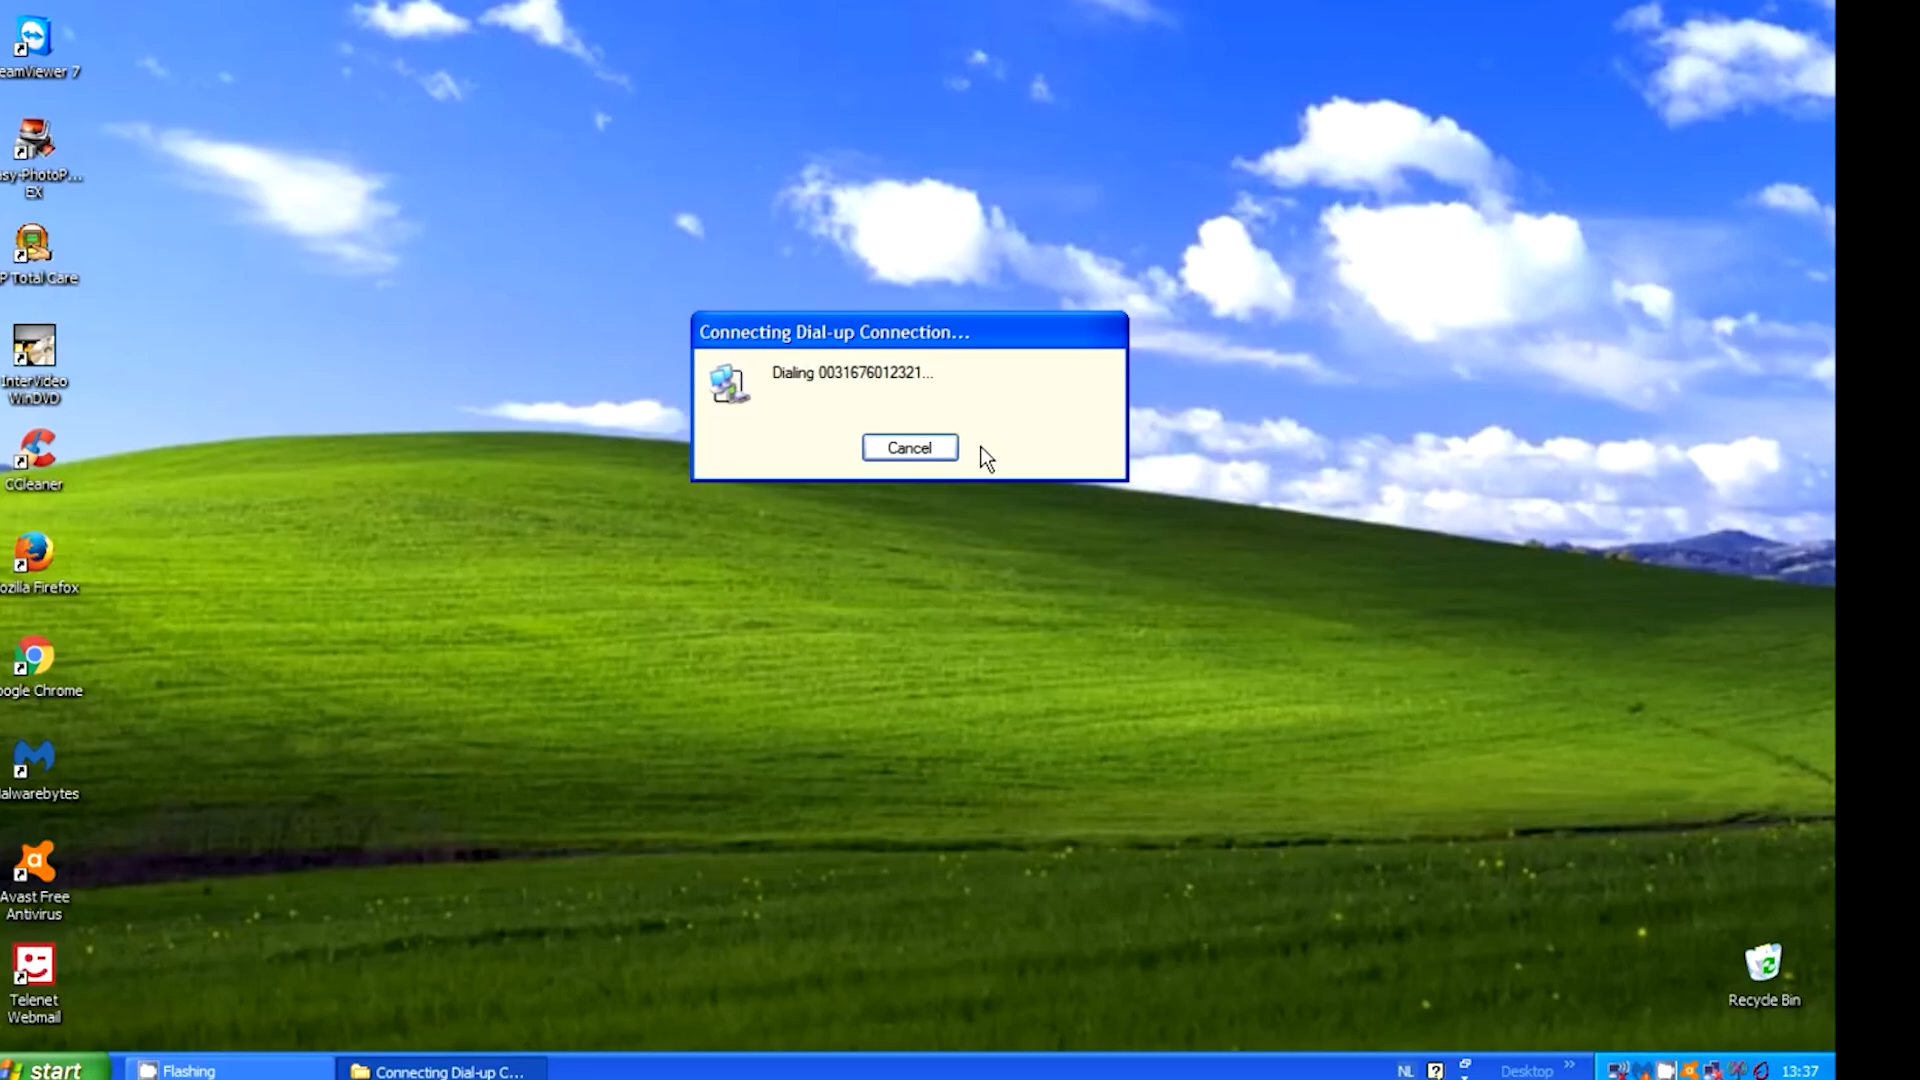 eamViewer 7
asy-PhotoP...
EX
P Total Care
InterVideo
WinDVD
CCleaner
ozilla Firefox
oogle Chrome
alwarebytes
Avast Free
Antivirus
Telenet
Webmail
Connecting Dial-up Connection...
Dialing 0031676012321...
Cancel
Recycle Bin
start
Flashing
Connecting Dial-up C...
NL
Desktop
13:37